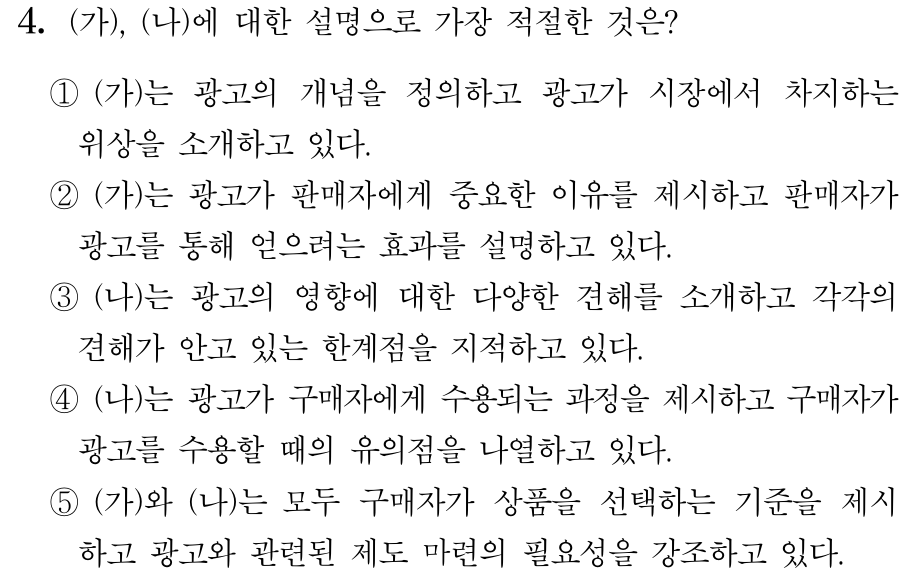 4. (가), (나)에 대한 설명으로 가장 적절한 것은?
① (가)는 광고의 개념을 정의하고 광고가 시장에서 차지하는
위상을 소개하고 있다.
② (가)는 광고가 판매자에게 중요한 이유를 제시하고 판매자가
광고를 통해 얻으려는 효과를 설명하고 있다.
③ (나)는 광고의 영향에 대한 다양한 견해를 소개하고 각각의
견해가 안고 있는 한계점을 지적하고 있다.
④ (나)는 광고가 구매자에게 수용되는 과정을 제시하고 구매자가
광고를 수용할 때의 유의점을 나열하고 있다.
⑤ (가)와 (나)는 모두 구매자가 상품을 선택하는 기준을 제시
하고 광고와 관련된 제도 마련의 필요성을 강조하고 있다.